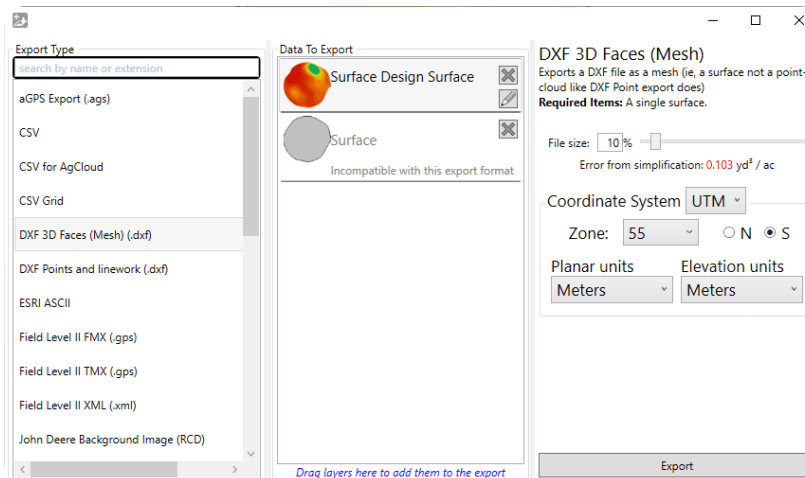 Export Type
search by name or extension
aGPS Export (.ags)
CSV
CSV for AgCloud
CSV Grid
DXF 3D Faces (Mesh) (.dxf)
DXF Points and linework (.dxf)
ESRI ASCII
Field Level II FMX (.gps)
Field Level II TMX (.gps)
Field Level II XML (.xml)
John Deere Background Image (RCD)
Data To Export
Surface Design Surface
Surface
Incompatible with this export format
Drag layers here to add them to the export
DXF 3D Faces (Mesh)
Exports a DXF file as a mesh (ie, a surface not a point-
cloud like DXF Point export does)
Required Items: A single surface.
File size: 10 %
Error from simplification: 0.103 yd³ / ac
Coordinate System UTM
Zone: 55 N S
Planar units Elevation units
Meters Meters
Export